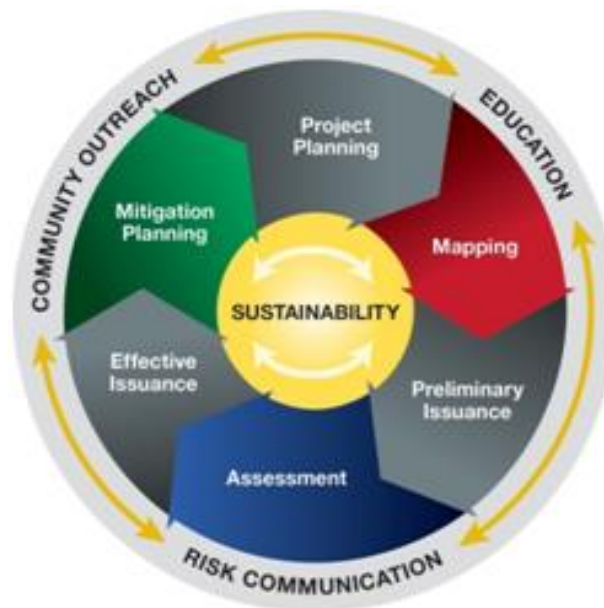 COMMUNITY OUTREACH
EDUCATION
Project
Planning
Mitigation
Planning
Mapping
SUSTAINABILITY
Effective
Issuance
Preliminary
Issuance
Assessment
RISK COMMUNICATION